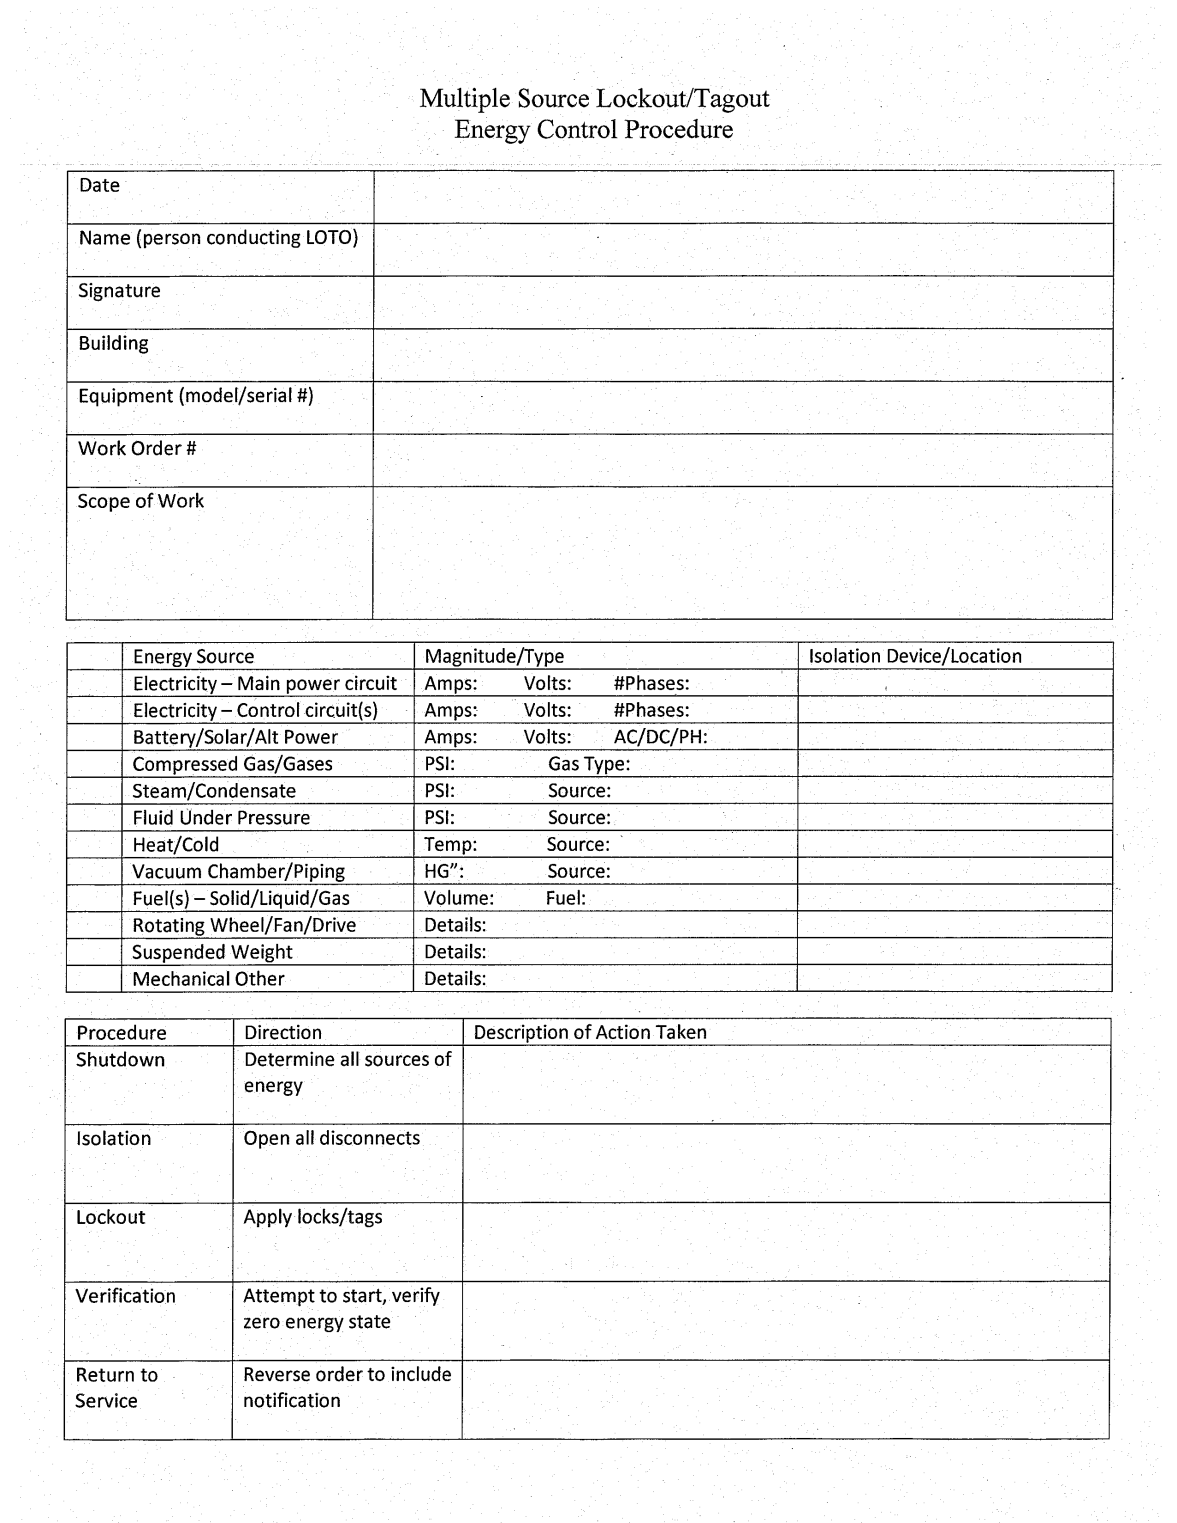 Multiple Source Lockout/Tagout
Energy Control Procedure
Date
Name (person conducting LOTO)
Signature
Building
Equipment (model/serial #)
Work Order #
Scope of Work
Energy Source Magnitude/Type Isolation Device/Location
Electricity – Main power circuit Amps: Volts: #Phases:
Electricity – Control circuit(s) Amps: Volts: #Phases:
Battery/Solar/Alt Power Amps: Volts: AC/DC/PH:
Compressed Gas/Gases PSI: Gas Type:
Steam/Condensate PSI: Source:
Fluid Under Pressure PSI: Source:
Heat/Cold Temp: Source:
Vacuum Chamber/Piping HG”: Source:
Fuel(s) – Solid/Liquid/Gas Volume: Fuel:
Rotating Wheel/Fan/Drive Details:
Suspended Weight Details:
Mechanical Other Details:
Procedure Direction Description of Action Taken
Shutdown Determine all sources of
energy
Isolation Open all disconnects
Lockout Apply locks/tags
Verification Attempt to start, verify
zero energy state
Return to Reverse order to include
Service notification